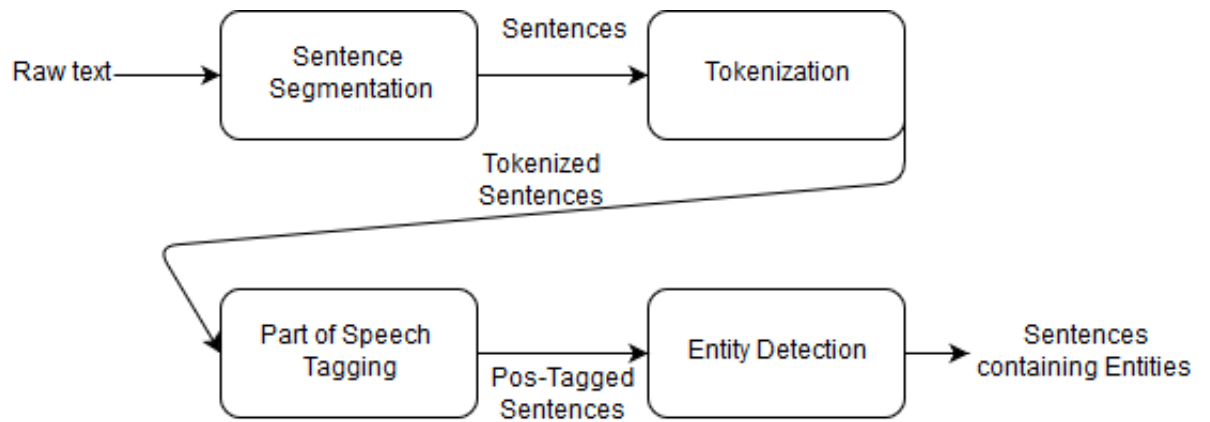 Raw text
Sentence
Segmentation
Sentences
Tokenization
Tokenized
Sentences
Part of Speech
Tagging
Pos-Tagged
Sentences
Entity Detection
Sentences
containing Entities